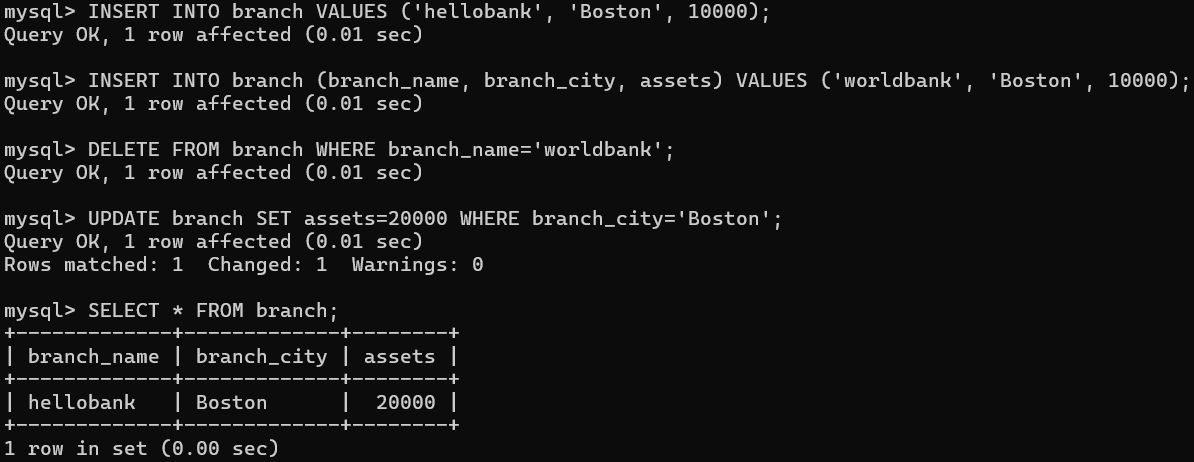 mysql> INSERT INTO branch VALUES ('hellobank', 'Boston', 10000);
Query OK, 1 row affected (0.01 sec)

mysql> INSERT INTO branch (branch_name, branch_city, assets) VALUES ('worldbank', 'Boston', 10000);
Query OK, 1 row affected (0.01 sec)

mysql> DELETE FROM branch WHERE branch_name='worldbank';
Query OK, 1 row affected (0.01 sec)

mysql> UPDATE branch SET assets=20000 WHERE branch_city='Boston';
Query OK, 1 row affected (0.01 sec)
Rows matched: 1  Changed: 1  Warnings: 0

mysql> SELECT * FROM branch;
+-------------+-------------+--------+
| branch_name | branch_city | assets |
+-------------+-------------+--------+
| hellobank   | Boston      |  20000 |
+-------------+-------------+--------+
1 row in set (0.00 sec)